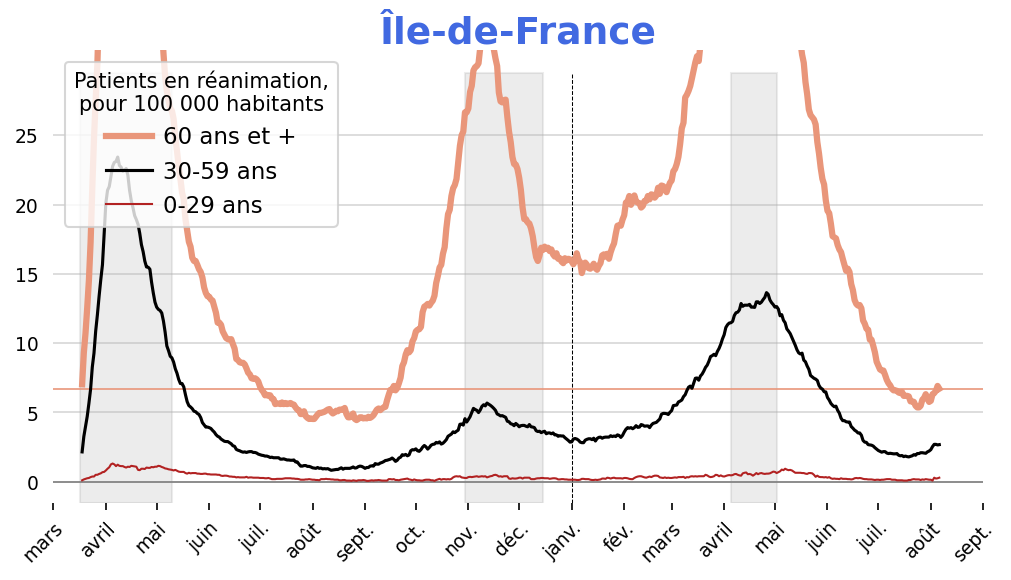 Île-de-France
Patients en réanimation,
pour 100 000 habitants
60 ans et +
30-59 ans
0-29 ans
25
20
15
10
5
0
mars
avril
mai
juin
juil.
août
sept.
oct.
nov.
déc.
janv.
fév.
mars
avril
mai
juin
juil.
août
sept.